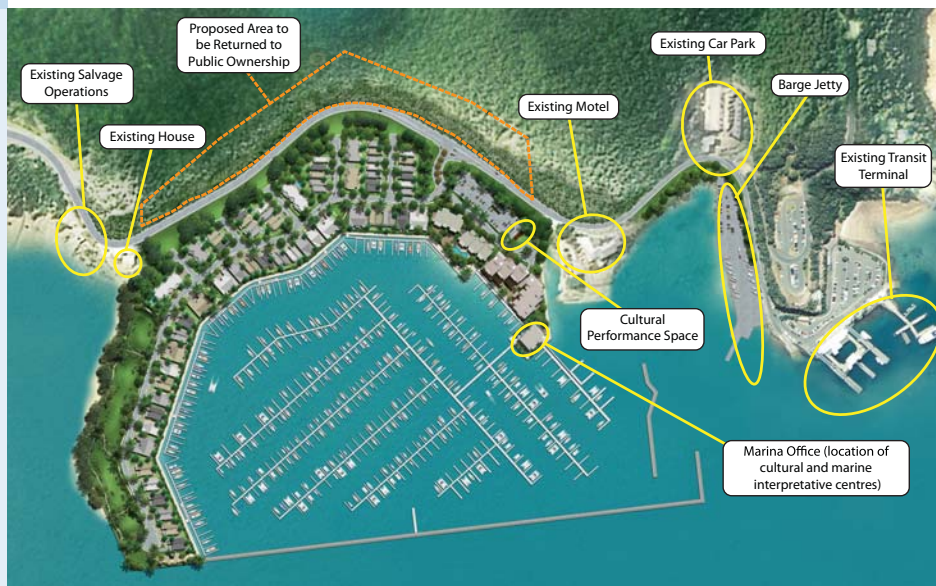 Proposed Area to
be Returned to
Public Ownership
Existing Salvage
Operations
Existing House
Existing Motel
Existing Car Park
Barge Jetty
Existing Transit
Terminal
Cultural
Performance Space
Marina Office (location of
cultural and marine
interpretative centres)